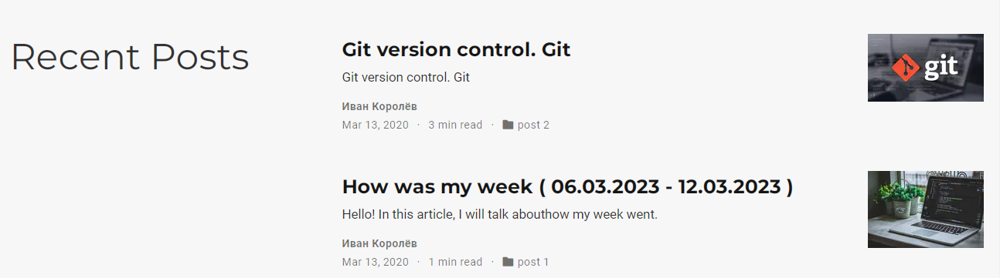 Recent Posts
Git version control. Git
Git version control. Git
Иван Королёв
Mar 13, 2020 · 3 min read · post 2
git
How was my week ( 06.03.2023 - 12.03.2023 )
Hello! In this article, I will talk abouthow my week went.
Иван Королёв
Mar 13, 2020 · 1 min read · post 1